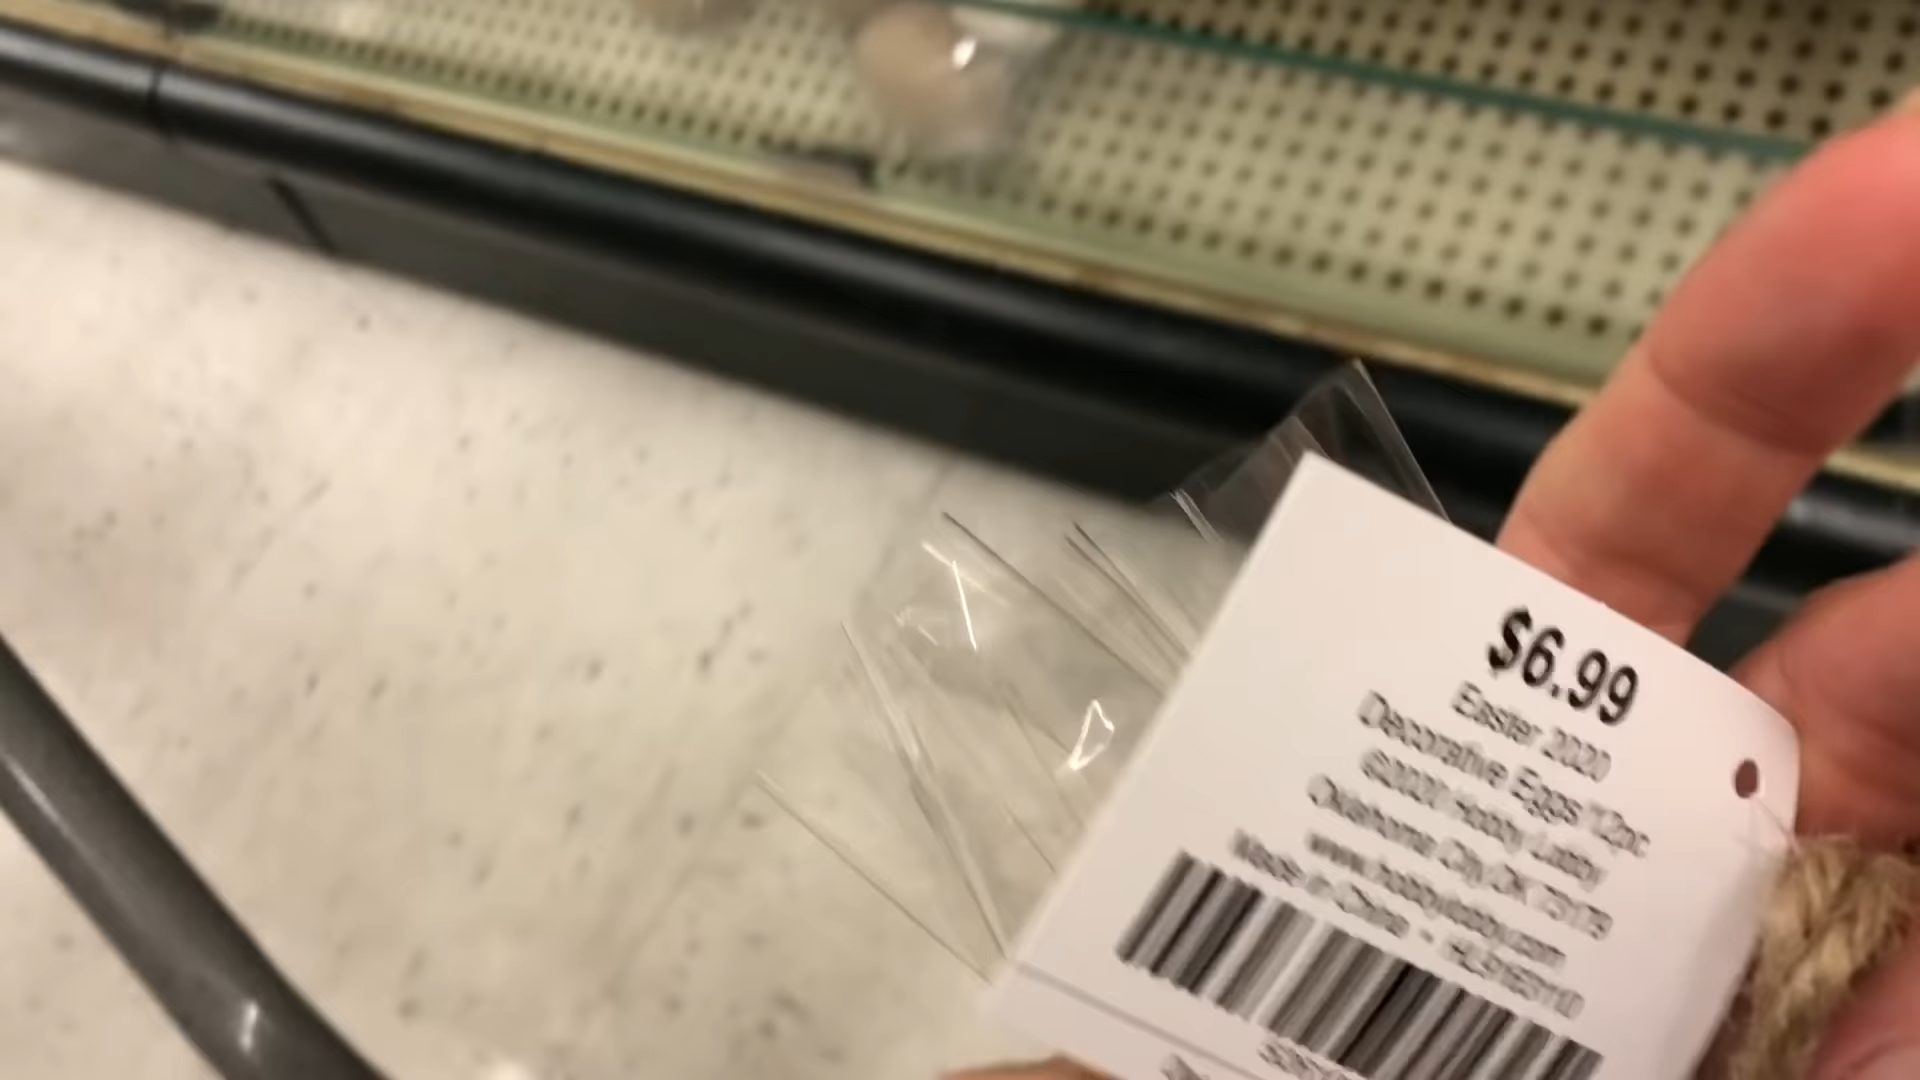 $6.99
Easter 2020
Decorative Eggs 12pc
©2020 Hobby Lobby
Oklahoma City, OK 73179
www.hobbylobby.com
Made in China •